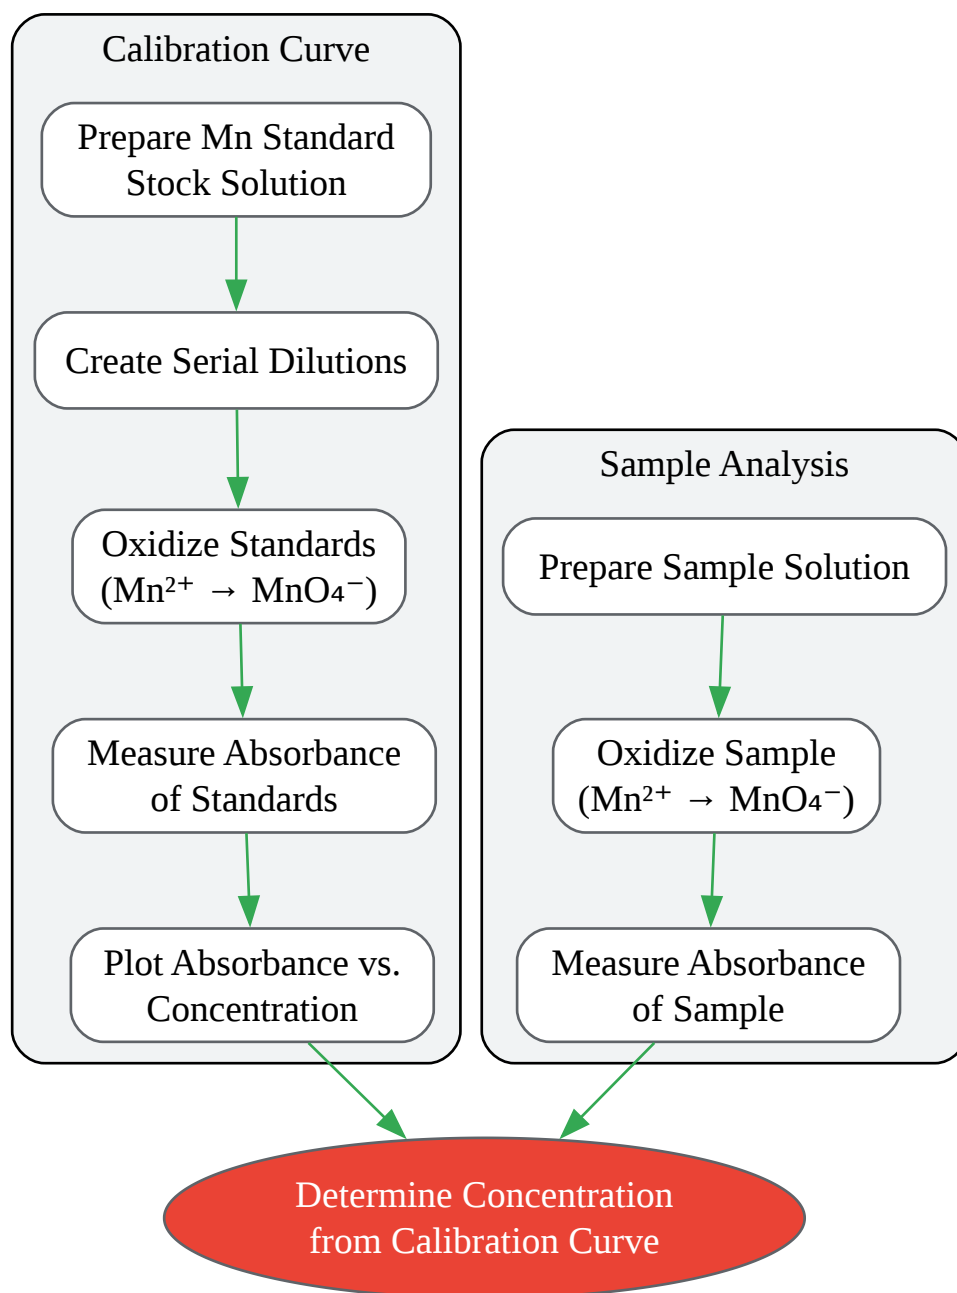 Calibration Curve
Prepare Mn Standard
Stock Solution
Create Serial Dilutions
Oxidize Standards
(Mn²⁺ → MnO₄⁻)
Measure Absorbance
of Standards
Plot Absorbance vs.
Concentration
Sample Analysis
Prepare Sample Solution
Oxidize Sample
(Mn²⁺ → MnO₄⁻)
Measure Absorbance
of Sample
Determine Concentration
from Calibration Curve